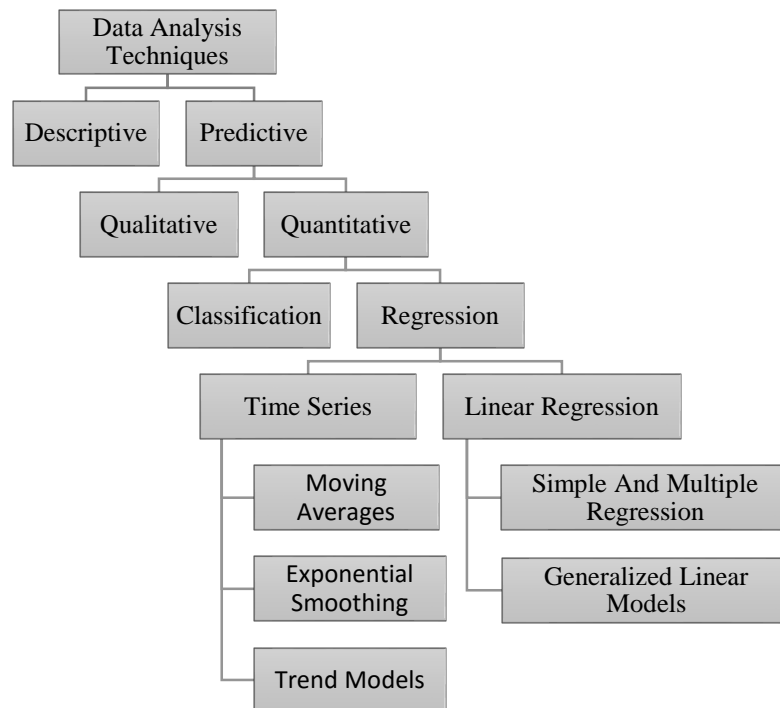 Data Analysis
Techniques
Descriptive
Predictive
Qualitative
Quantitative
Classification
Regression
Time Series
Linear Regression
Moving
Averages
Exponential
Smoothing
Trend Models
Simple And Multiple
Regression
Generalized Linear
Models